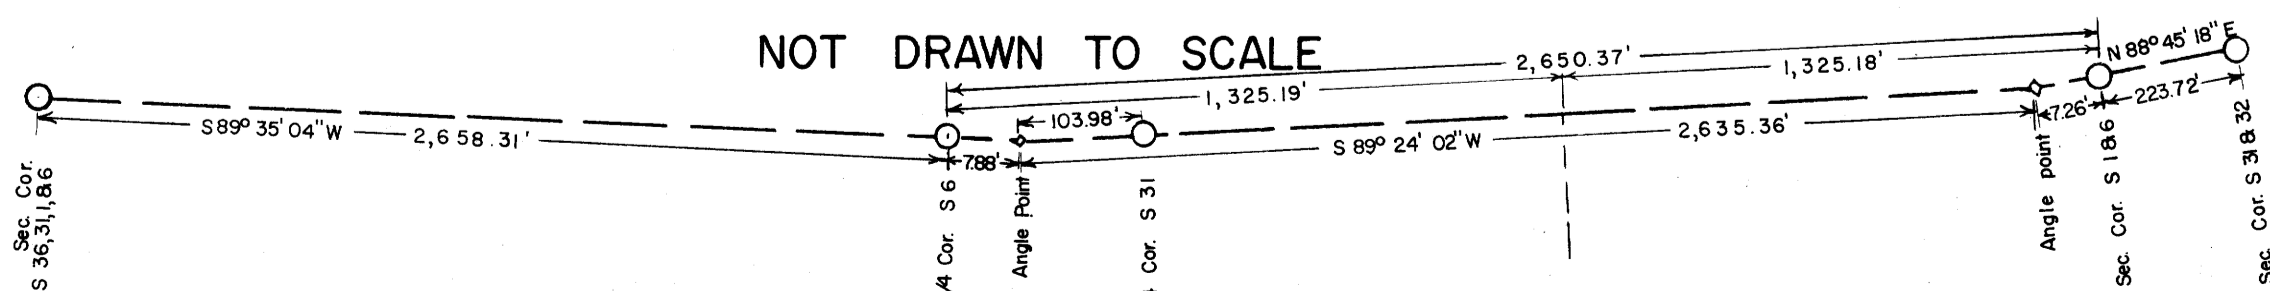 NOT DRAWN TO SCALE
2,650.37'
N 88° 45' 18" E
1,325.19'
1,325.18'
103.98'
7.26'
223.72'
S 89° 35' 04" W
2,658.31'
7.88'
S 89° 24' 02" W
2,635.36'
Sec. Cor.
S 36,31,1,&6
1/4 Cor. S 6
Angle Point
Cor. S 31
Angle point
Sec. Cor. S 1&6
Sec. Cor. S 31&32